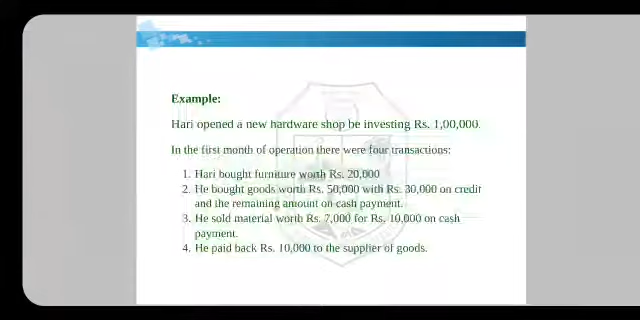 Example:
Hari opened a new hardware shop be investing Rs. 1,00,000.
In the first month of operation there were four transactions:
1. Hari bought furniture worth Rs. 20,000
2. He bought goods worth Rs. 50,000 with Rs. 30,000 on credit
and the remaining amount on cash payment.
3. He sold material worth Rs. 7,000 for Rs. 10,000 on cash
payment.
4. He paid back Rs. 10,000 to the supplier of goods.